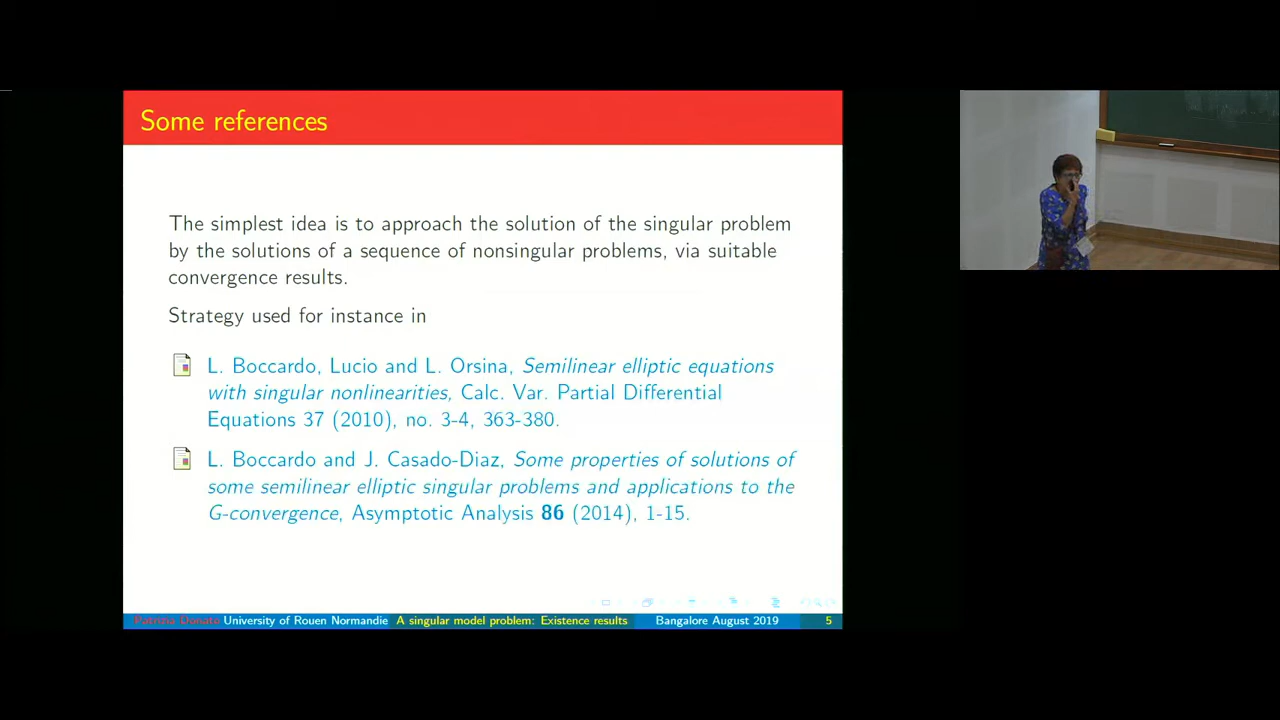 Some references
The simplest idea is to approach the solution of the singular problem
by the solutions of a sequence of nonsingular problems, via suitable
convergence results.
Strategy used for instance in
L. Boccardo, Lucio and L. Orsina, Semilinear elliptic equations
with singular nonlinearities, Calc. Var. Partial Differential
Equations 37 (2010), no. 3-4, 363-380.
L. Boccardo and J. Casado-Diaz, Some properties of solutions of
some semilinear elliptic singular problems and applications to the
G-convergence, Asymptotic Analysis 86 (2014), 1-15.
Patrizia Donato University of Rouen Normandie A singular model problem: Existence results Bangalore August 2019 5